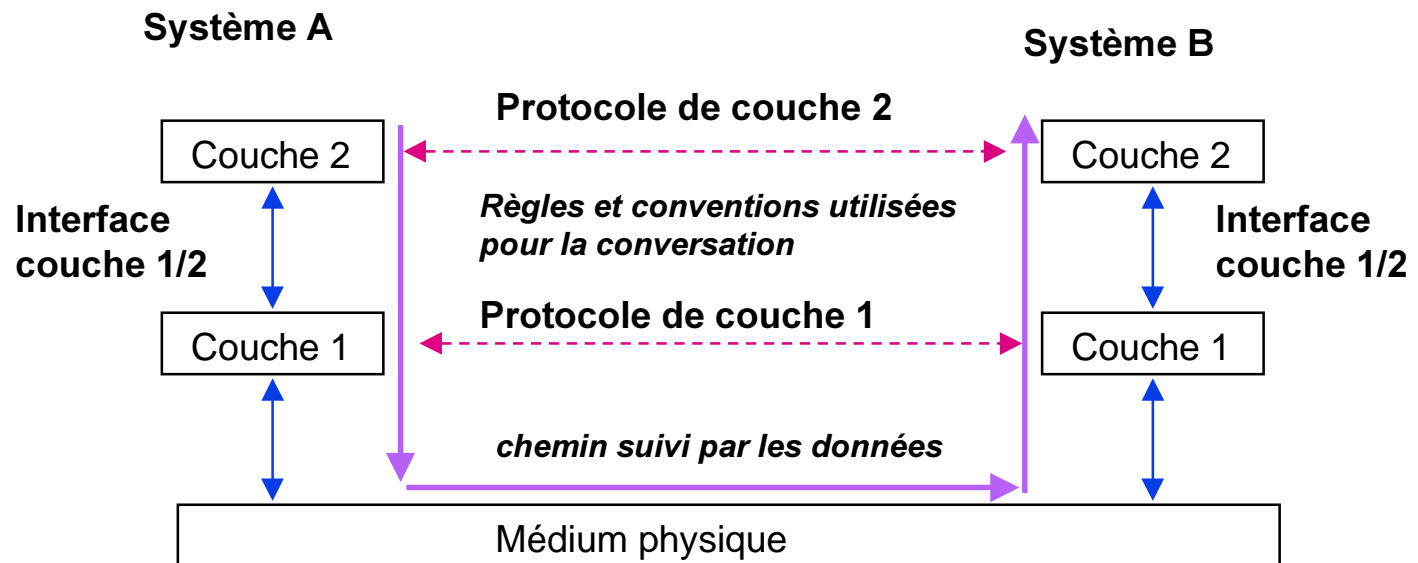 Système A
Système B
Protocole de couche 2
Couche 2
Couche 2
Règles et conventions utilisées
pour la conversation
Interface
couche 1/2
Interface
couche 1/2
Protocole de couche 1
Couche 1
Couche 1
chemin suivi par les données
Médium physique